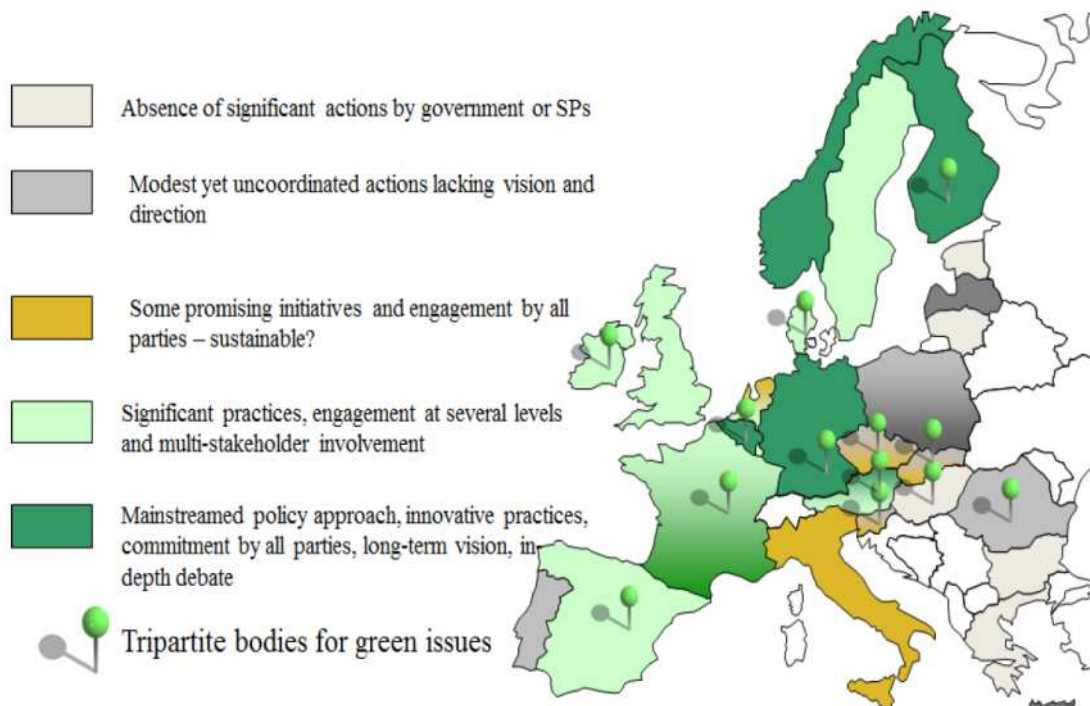 Absence of significant actions by government or SPs
Modest yet uncoordinated actions lacking vision and
direction
Some promising initiatives and engagement by all
parties – sustainable?
Significant practices, engagement at several levels
and multi-stakeholder involvement
Mainstreamed policy approach, innovative practices,
commitment by all parties, long-term vision, in-
depth debate
Tripartite bodies for green issues